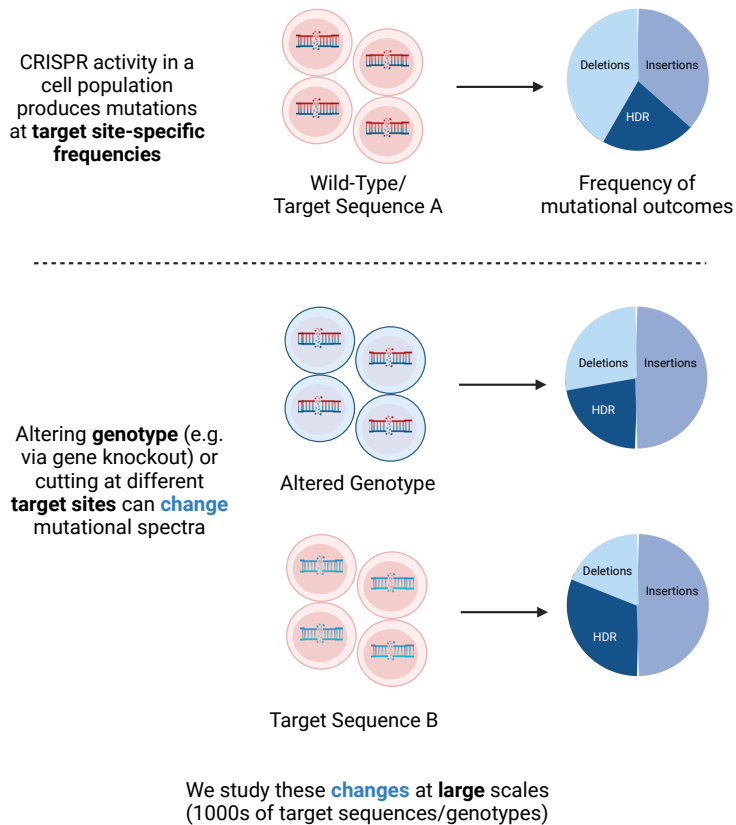 CRISPR activity in a
cell population
produces mutations
at target site-specific
frequencies
Wild-Type/
Target Sequence A
Deletions
Insertions
HDR
Frequency of
mutational outcomes
Altering genotype (e.g.
via gene knockout) or
cutting at different
target sites can change
mutational spectra
Altered Genotype
Deletions
Insertions
HDR
Target Sequence B
Deletions
Insertions
HDR
We study these changes at large scales
(1000s of target sequences/genotypes)